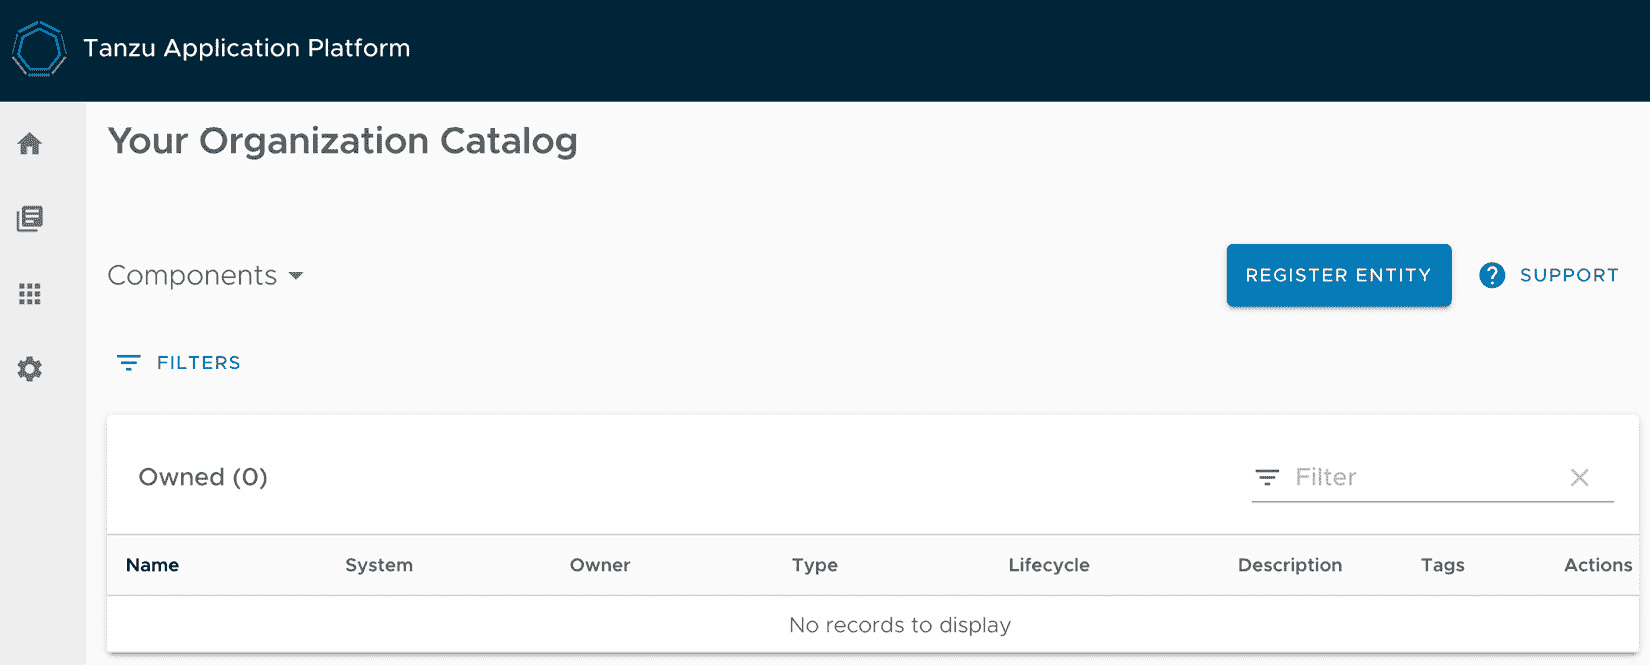 Tanzu Application Platform
Your Organization Catalog
Components
REGISTER ENTITY
? SUPPORT
FILTERS
Owned (0)
Filter
Name System Owner Type Lifecycle Description Tags Actions
No records to display